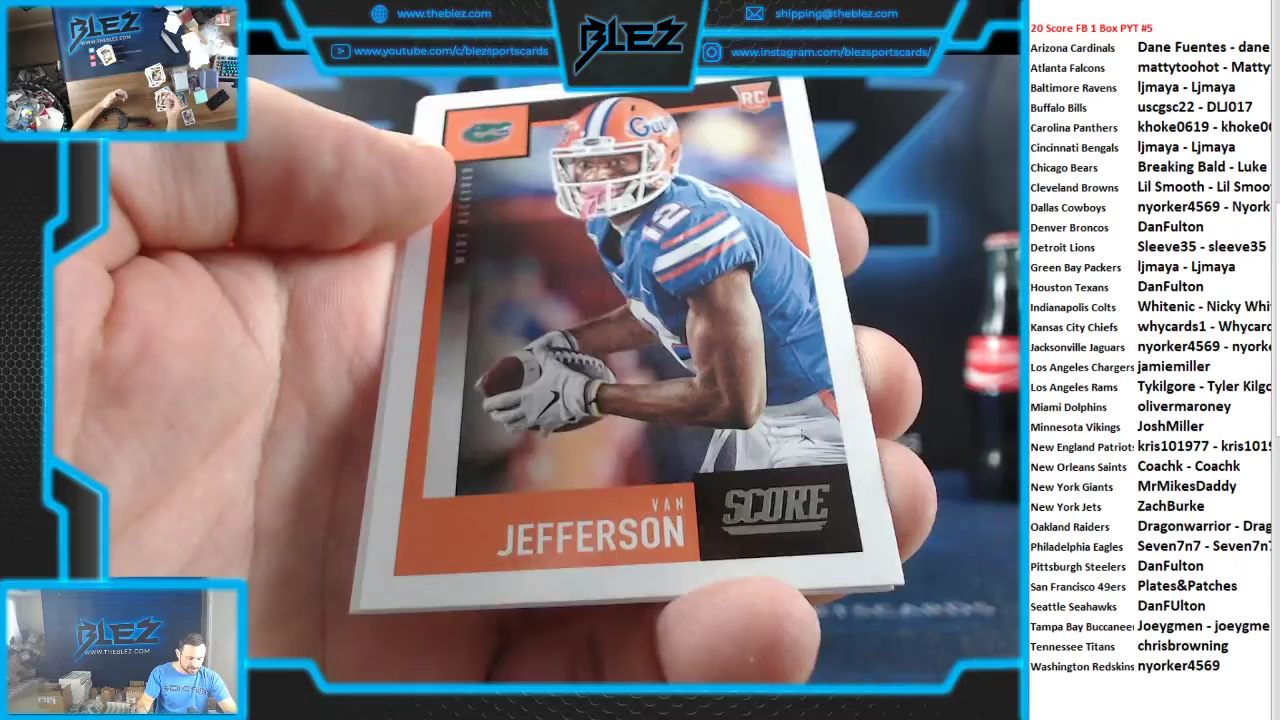 BLEZ
WWW.THEBLEZ.COM
www.theblez.com
www.youtube.com/c/blezsportscards
BLEZ
shipping@theblez.com
www.instagram.com/blezsportscards/
RC
Gat
WIDE RECEIVER
12
VAN
JEFFERSON
SCORE
BLEZ
WWW.THEBLEZ.COM
20 Score FB 1 Box PYT #5
Arizona Cardinals Dane Fuentes - dane
Atlanta Falcons mattytoohot - Matty
Baltimore Ravens ljmaya - Ljmaya
Buffalo Bills uscgsc22 - DLJ017
Carolina Panthers khoke0619 - khoke0
Cincinnati Bengals ljmaya - Ljmaya
Chicago Bears Breaking Bald - Luke
Cleveland Browns Lil Smooth - Lil Smoo
Dallas Cowboys nyorker4569 - Nyork
Denver Broncos DanFulton
Detroit Lions Sleeve35 - sleeve35
Green Bay Packers ljmaya - Ljmaya
Houston Texans DanFulton
Indianapolis Colts Whitenic - Nicky Whi
Kansas City Chiefs whycards1 - Whycard
Jacksonville Jaguars nyorker4569 - nyork
Los Angeles Chargers jamiemiller
Los Angeles Rams Tykilgore - Tyler Kilgo
Miami Dolphins olivermaroney
Minnesota Vikings JoshMiller
New England Patriots kris101977 - kris1019
New Orleans Saints Coachk - Coachk
New York Giants MrMikesDaddy
New York Jets ZachBurke
Oakland Raiders Dragonwarrior - Drag
Philadelphia Eagles Seven7n7 - Seven7n
Pittsburgh Steelers DanFulton
San Francisco 49ers Plates&Patches
Seattle Seahawks DanFUlton
Tampa Bay Buccanee Joeygmen - joeygme
Tennessee Titans chrisbrowning
Washington Redskins nyorker4569